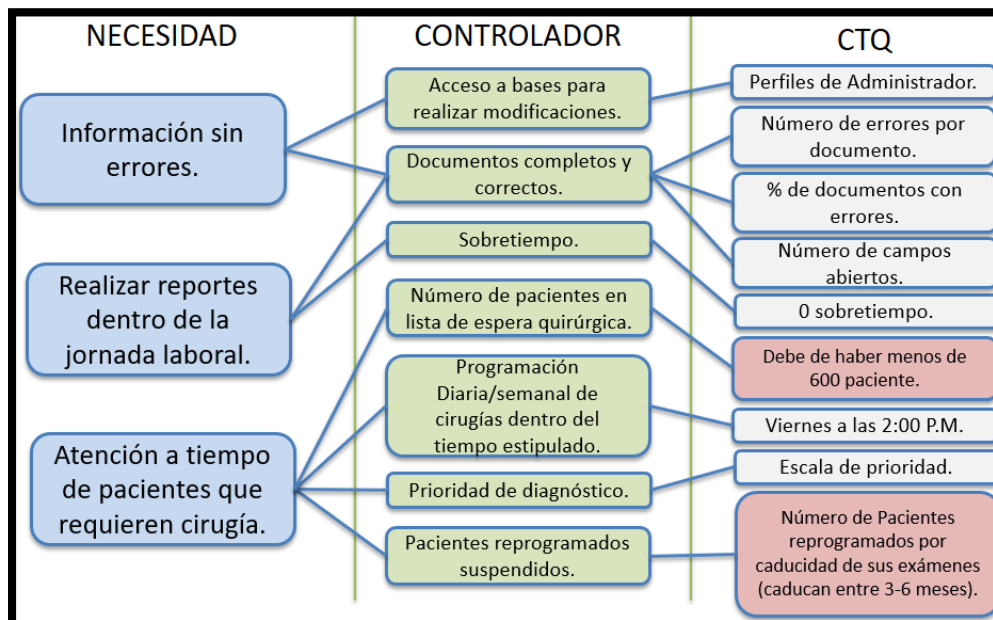 NECESIDAD
CONTROLADOR
CTQ
Información sin
errores.
Realizar reportes
dentro de la
jornada laboral.
Atención a tiempo
de pacientes que
requieren cirugía.
Acceso a bases para
realizar modificaciones.
Documentos completos y
correctos.
Sobretiempo.
Número de pacientes en
lista de espera quirúrgica.
Programación
Diaria/semanal de
cirugías dentro del
tiempo estipulado.
Prioridad de diagnóstico.
Pacientes reprogramados
suspendidos.
Perfiles de Administrador.
Número de errores por
documento.
% de documentos con
errores.
Número de campos
abiertos.
0 sobretiempo.
Debe de haber menos de
600 paciente.
Viernes a las 2:00 P.M.
Escala de prioridad.
Número de Pacientes
reprogramados por
caducidad de sus exámenes
(caducan entre 3-6 meses).